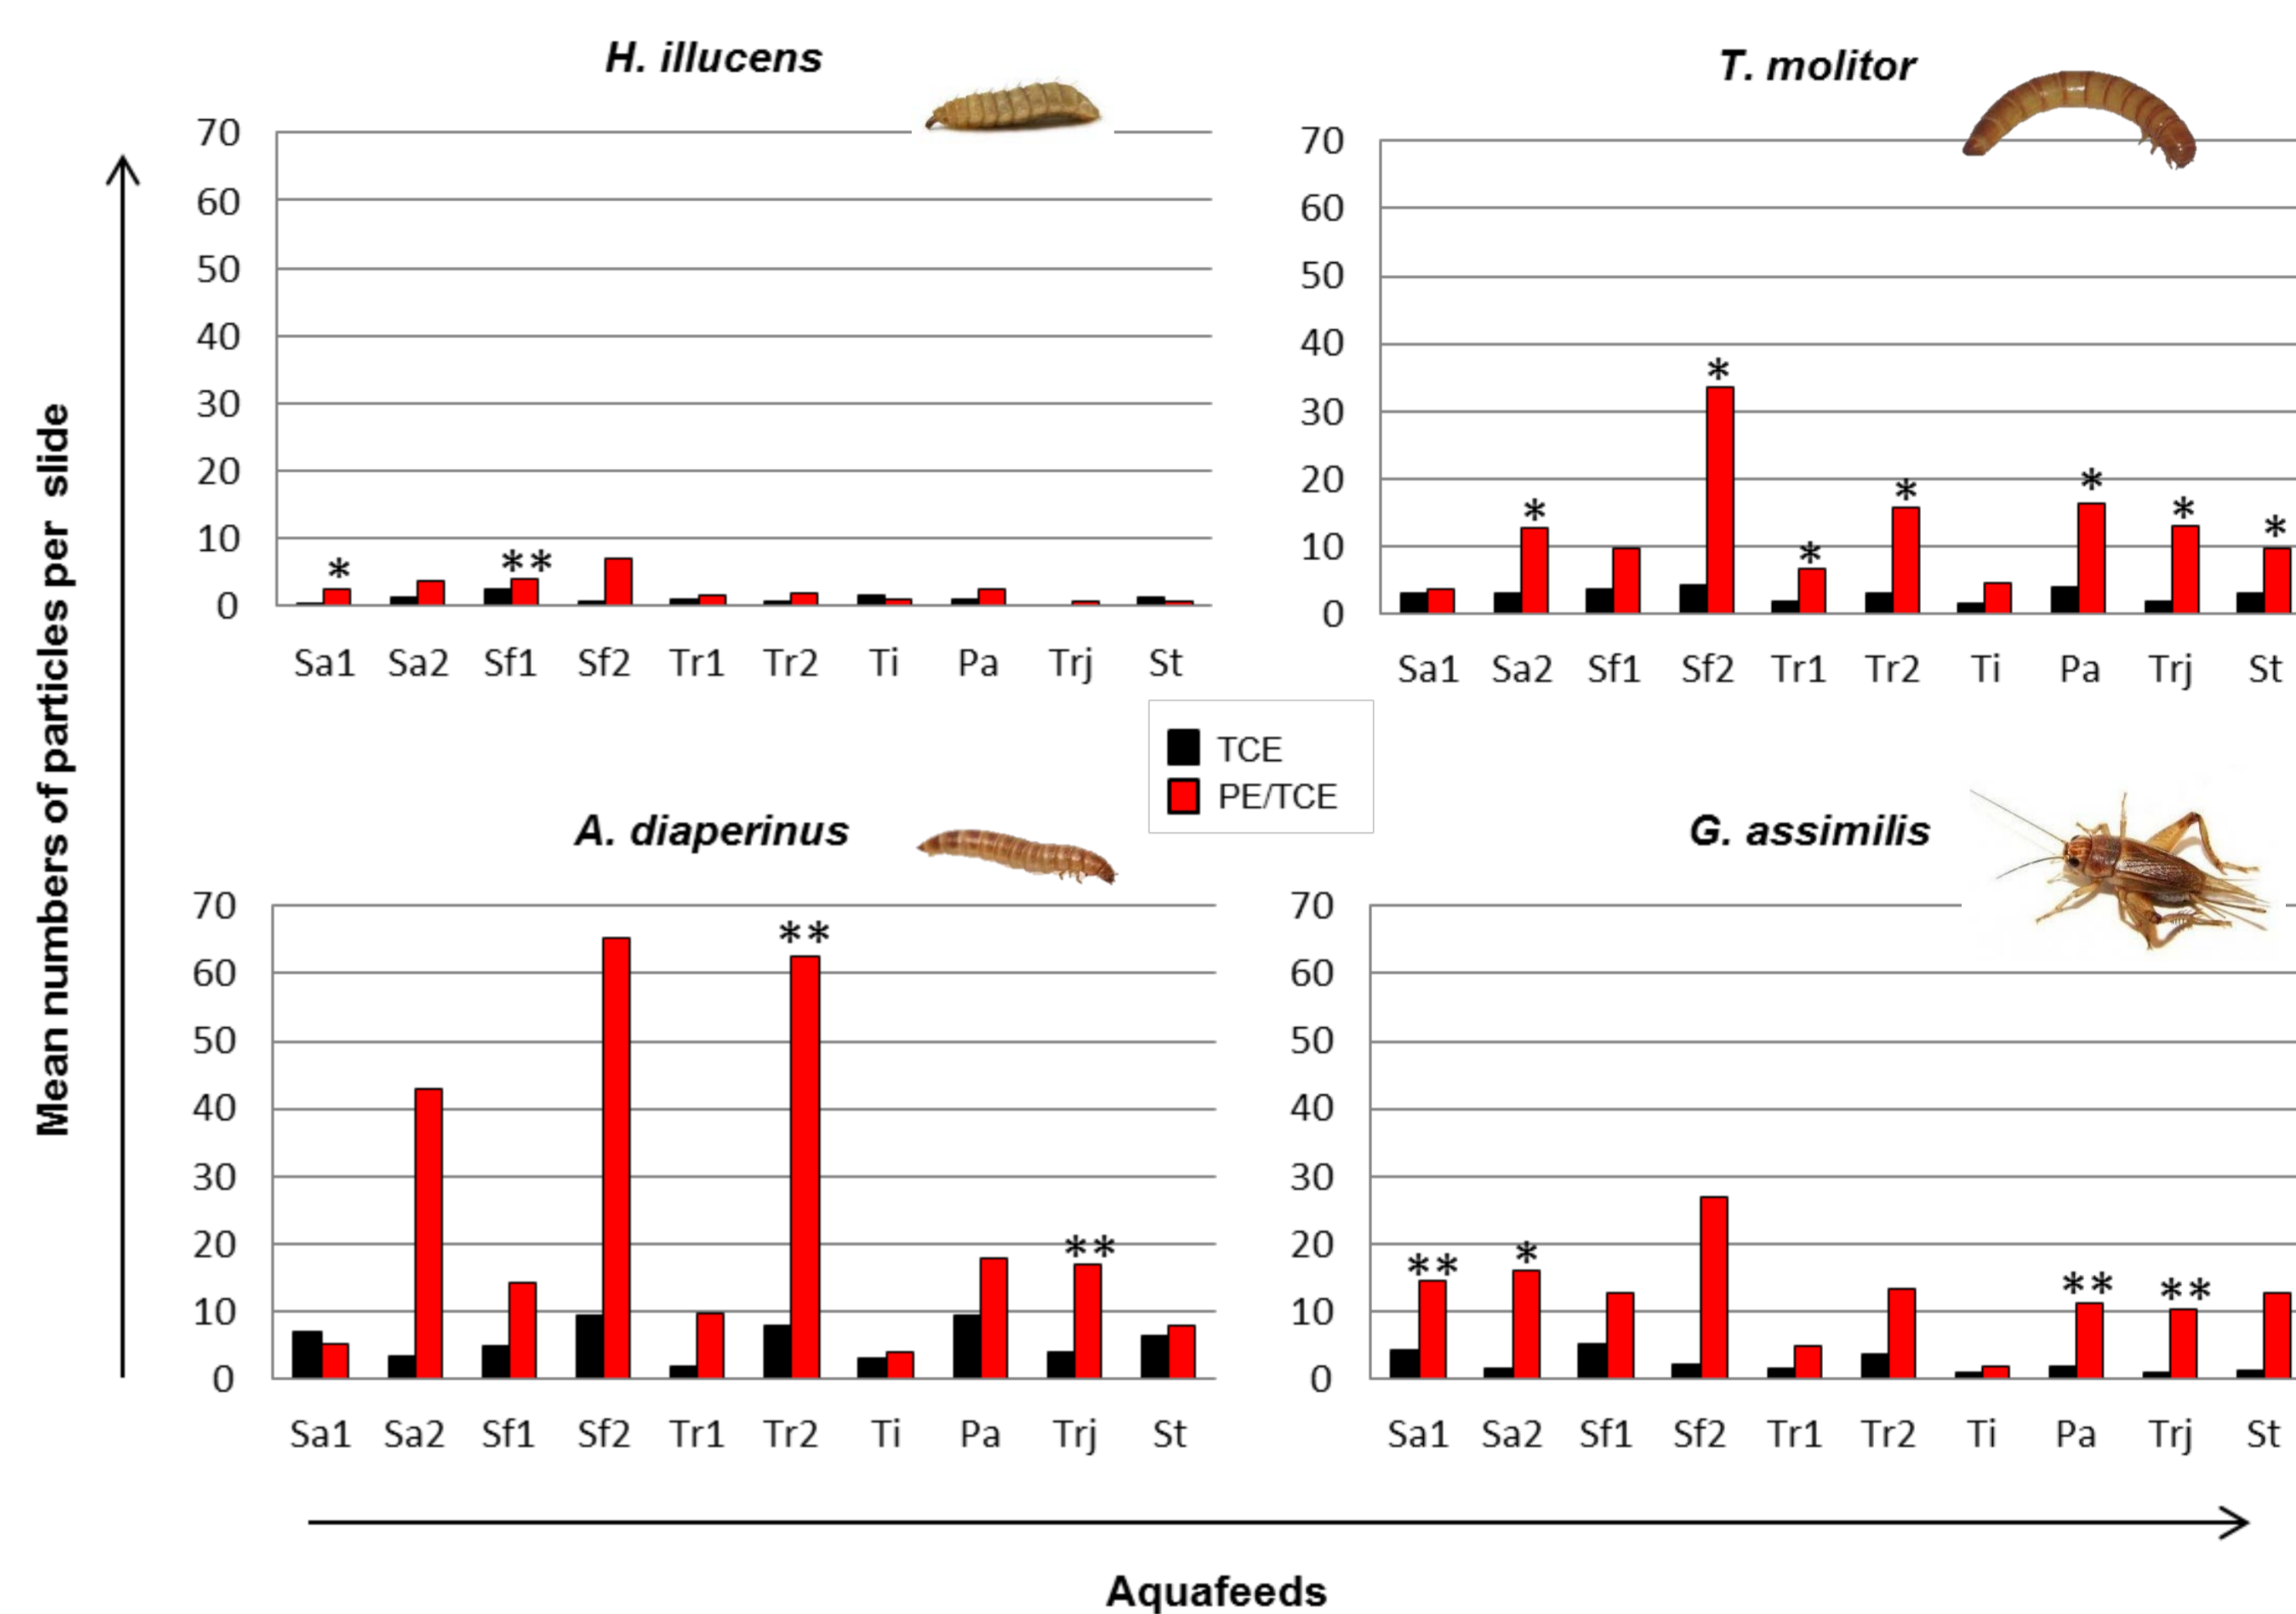 H. illucens
70
60
50
40
30
20
10
0
* **
Sa1 Sa2 Sf1 Sf2 Tr1 Tr2 Ti Pa Trj St
T. molitor
70
60
50
40
30
20
10
0
* * * * * * *
Sa1 Sa2 Sf1 Sf2 Tr1 Tr2 Ti Pa Trj St
Mean numbers of particles per slide
TCE
PE/TCE
A. diaperinus
70
60
50
40
30
20
10
0
** **
Sa1 Sa2 Sf1 Sf2 Tr1 Tr2 Ti Pa Trj St
G. assimilis
70
60
50
40
30
20
10
0
** * ** **
Sa1 Sa2 Sf1 Sf2 Tr1 Tr2 Ti Pa Trj St
Aquafeeds